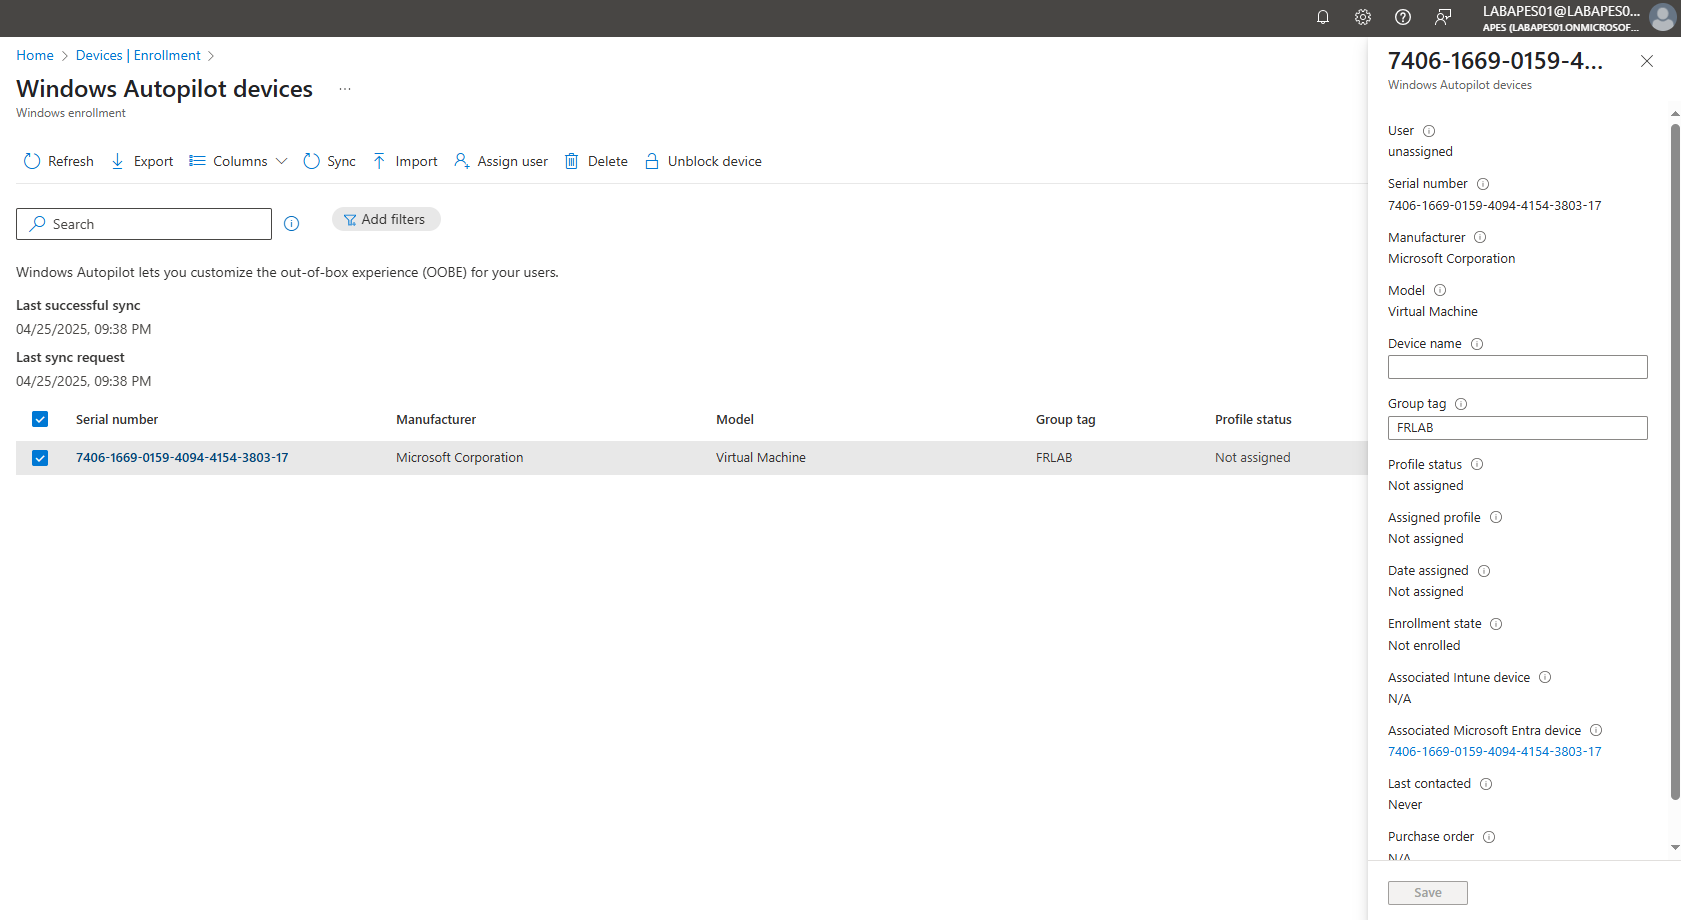 LABAPES01@LABAPES0...
APES (LABAPES01.ONMICROSOF...
Home > Devices | Enrollment >
Windows Autopilot devices ...
Windows enrollment
Refresh Export Columns Sync Import Assign user Delete Unblock device
Search Add filters
Windows Autopilot lets you customize the out-of-box experience (OOBE) for your users.
Last successful sync
04/25/2025, 09:38 PM
Last sync request
04/25/2025, 09:38 PM
Serial number Manufacturer Model Group tag Profile status
7406-1669-0159-4094-4154-3803-17 Microsoft Corporation Virtual Machine FRLAB Not assigned
7406-1669-0159-4...
Windows Autopilot devices
User
unassigned
Serial number
7406-1669-0159-4094-4154-3803-17
Manufacturer
Microsoft Corporation
Model
Virtual Machine
Device name
Group tag
FRLAB
Profile status
Not assigned
Assigned profile
Not assigned
Date assigned
Not assigned
Enrollment state
Not enrolled
Associated Intune device
N/A
Associated Microsoft Entra device
7406-1669-0159-4094-4154-3803-17
Last contacted
Never
Purchase order
N/A
Save